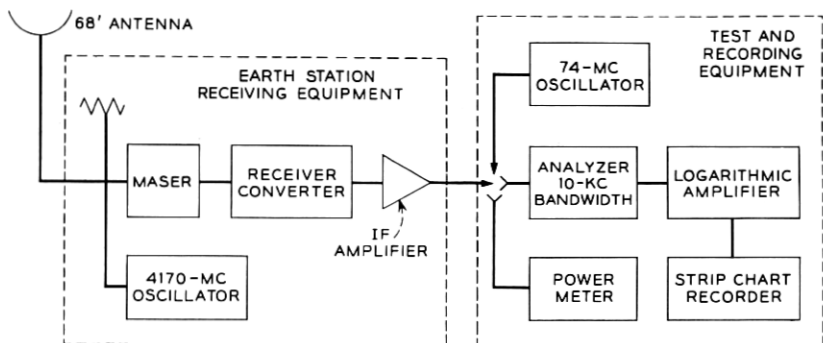 68' ANTENNA
EARTH STATION
RECEIVING EQUIPMENT
MASER
RECEIVER
CONVERTER
IF
AMPLIFIER
4170-MC
OSCILLATOR
TEST AND
RECORDING
EQUIPMENT
74-MC
OSCILLATOR
ANALYZER
10-KC
BANDWIDTH
LOGARITHMIC
AMPLIFIER
POWER
METER
STRIP CHART
RECORDER